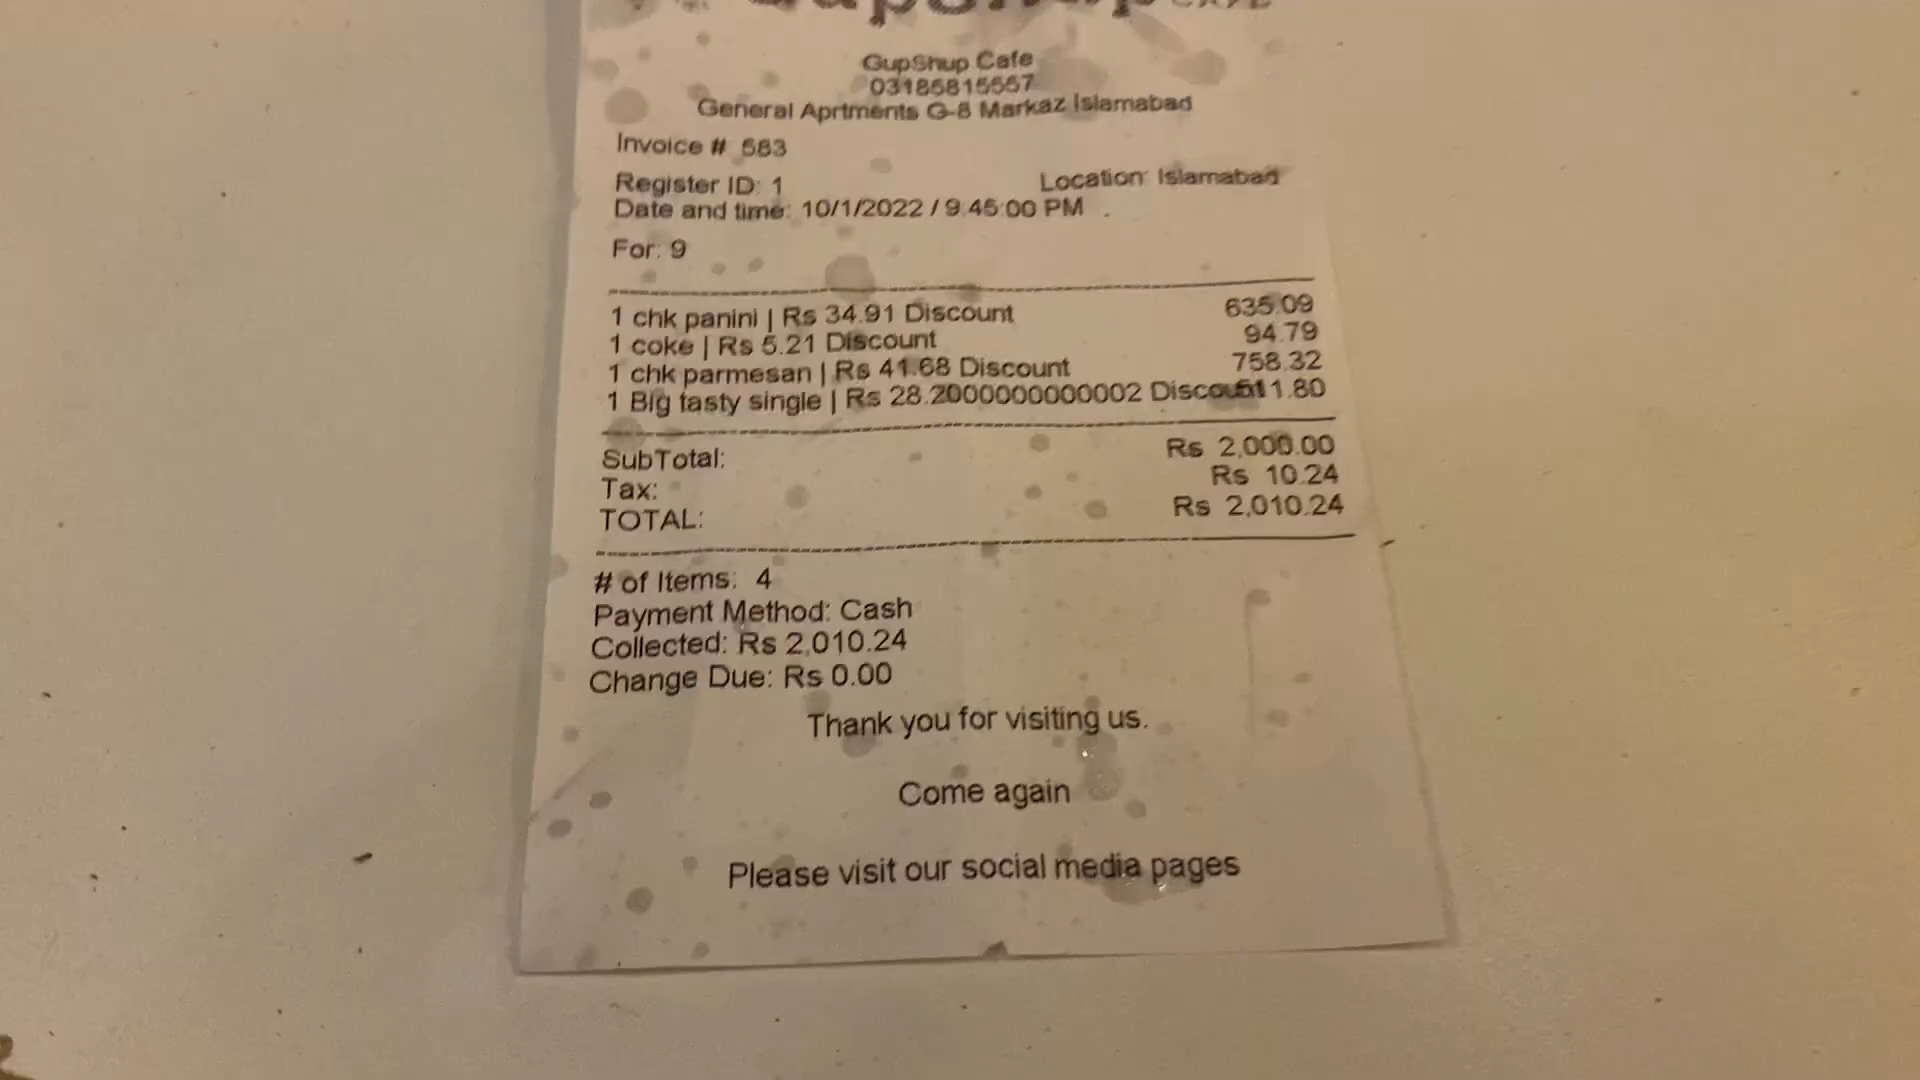 GupShup Cafe
03185815557
General Aprtments G-8 Markaz Islamabad
Invoice # 583
Register ID: 1 Location: Islamabad
Date and time: 10/1/2022 / 9:45:00 PM
For: 9
1 chk panini | Rs 34.91 Discount 635.09
1 coke | Rs 5.21 Discount 94.79
1 chk parmesan | Rs 41.68 Discount 758.32
1 Big tasty single | Rs 28.2000000000002 Discount 511.80
SubTotal: Rs 2,000.00
Tax: Rs 10.24
TOTAL: Rs 2,010.24
# of Items: 4
Payment Method: Cash
Collected: Rs 2,010.24
Change Due: Rs 0.00
Thank you for visiting us.
Come again
Please visit our social media pages